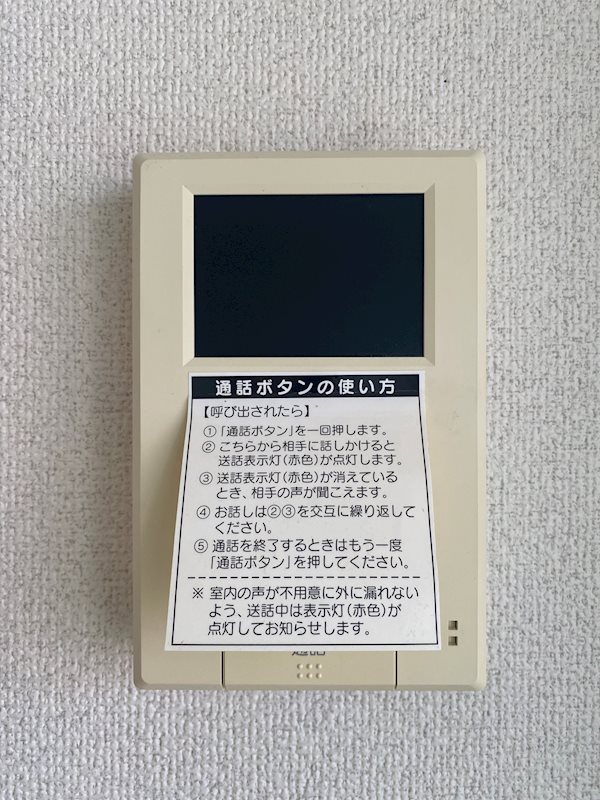 通話ボタンの使い方
【呼び出されたら】
① 「通話ボタン」を一回押します。
② こちらから相手に話しかけると
送話表示灯(赤色)が点灯します。
③ 送話表示灯(赤色)が消えている
とき、相手の声が聞こえます。
④ お話しは②③を交互に繰り返して
ください。
⑤ 通話を終了するときはもう一度
「通話ボタン」を押してください。
※ 室内の声が不用意に外に漏れない
よう、送話中は表示灯(赤色)が
点灯してお知らせします。
通話